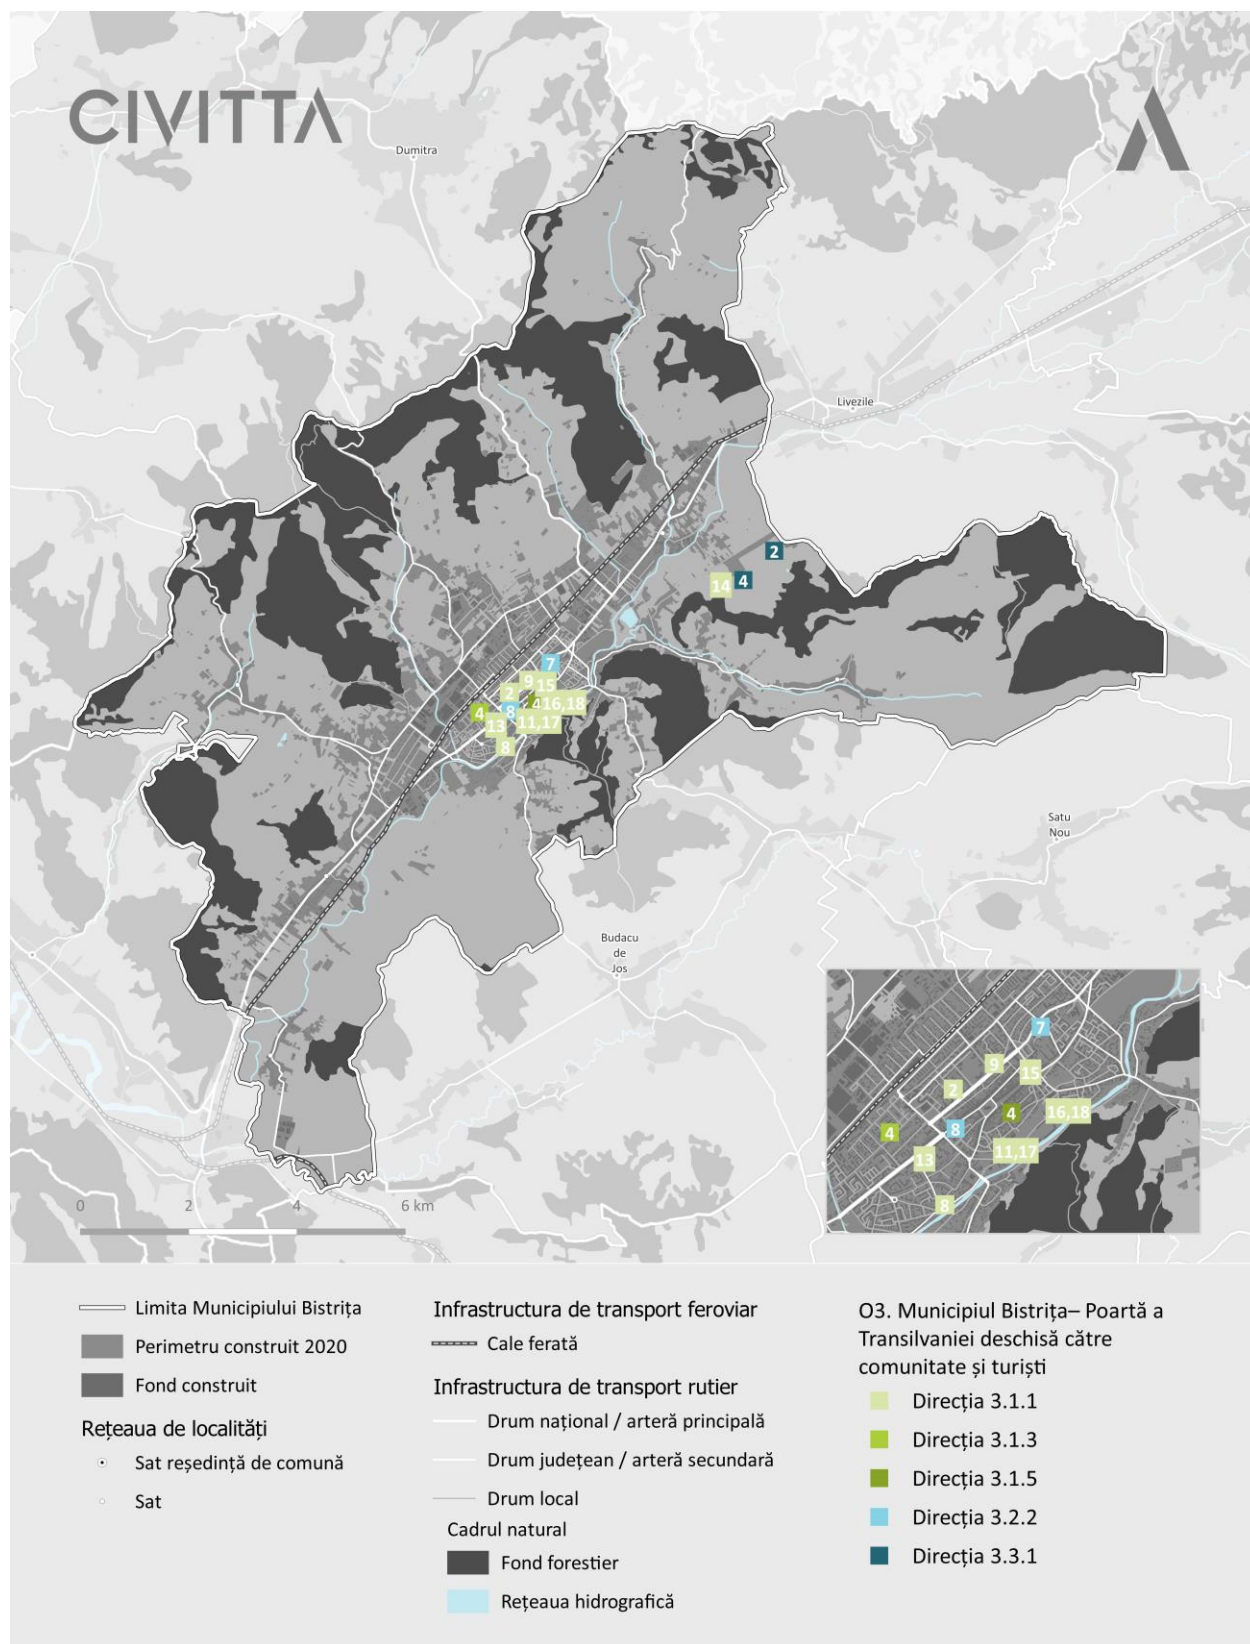 CIVITTA
Dumitra
Livezile
2
4
14
7
9
15
2
4
16,18
4
8
11,17
13
8
Satu
Nou
Budacu
de
Jos
7
9
15
2
4
16,18
4
8
11,17
13
8
0 2 4 6 km
Limita Municipiului Bistrița
Perimetru construit 2020
Fond construit
Rețeaua de localități
Sat reședință de comună
Sat
Infrastructura de transport feroviar
Cale ferată
Infrastructura de transport rutier
Drum național / arteră principală
Drum județean / arteră secundară
Drum local
Cadrul natural
Fond forestier
Rețeaua hidrografică
O3. Municipiul Bistrița– Poartă a
Transilvaniei deschisă către
comunitate și turiști
Direcția 3.1.1
Direcția 3.1.3
Direcția 3.1.5
Direcția 3.2.2
Direcția 3.3.1